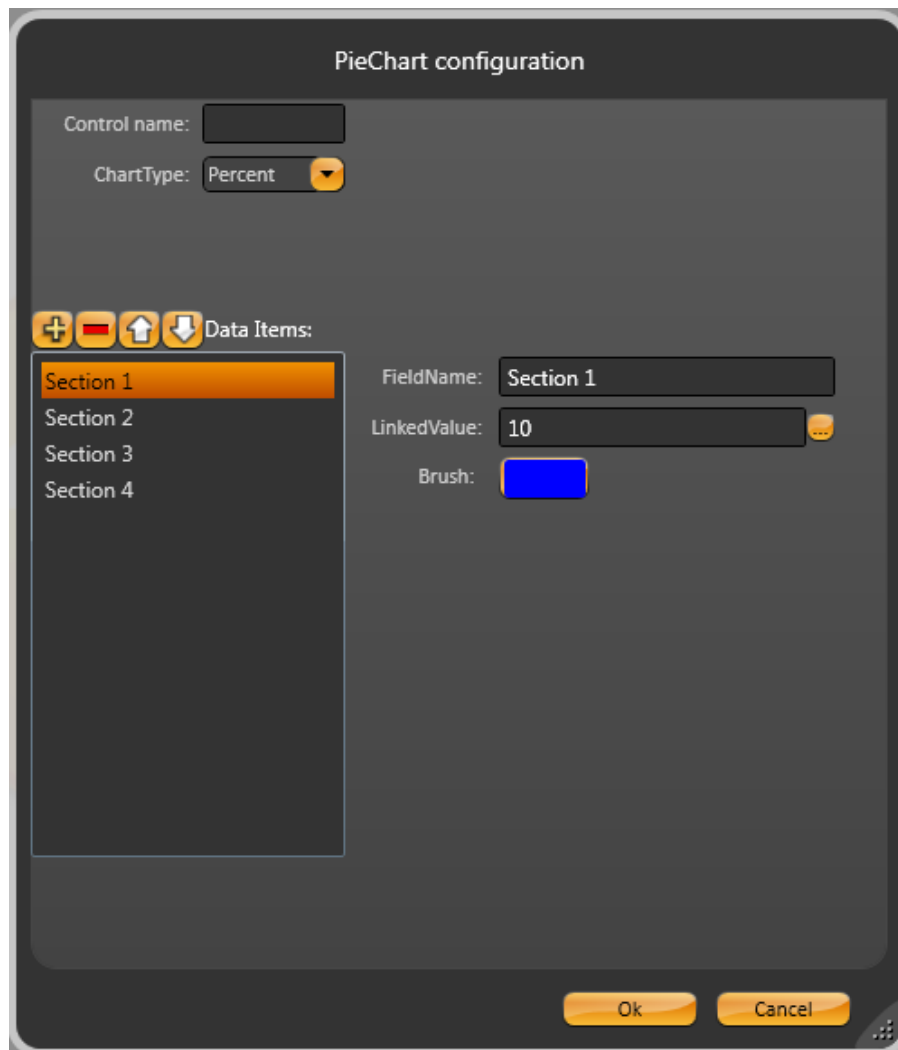 PieChart configuration
Control name:
ChartType: Percent
Data Items:
Section 1
Section 2
Section 3
Section 4
FieldName: Section 1
LinkedValue: 10 ...
Brush:
Ok Cancel